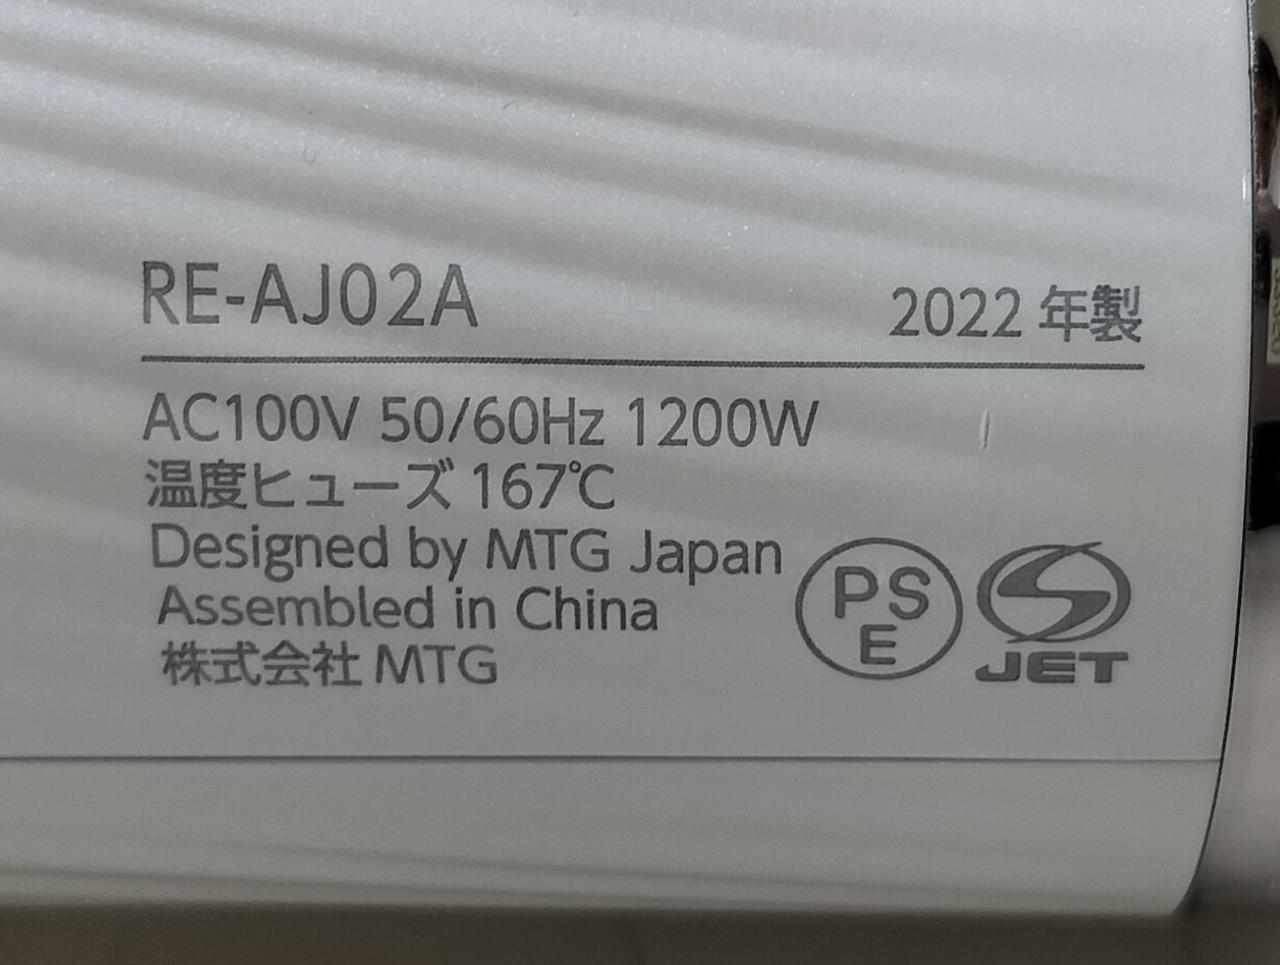 RE-AJ02A 2022 年製
AC100V 50/60Hz 1200W
温度ヒューズ 167℃
Designed by MTG Japan
Assembled in China
株式会社 MTG
PS
E
JET